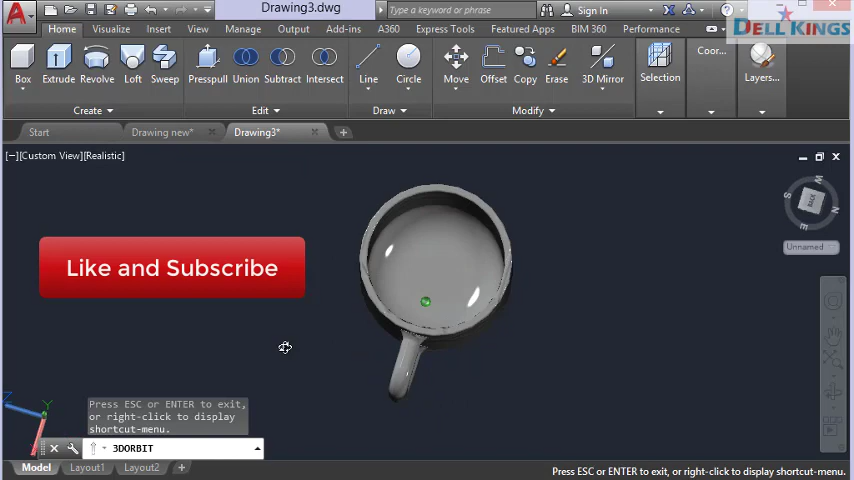 Drawing3.dwg
Type a keyword or phrase
Sign In
DELL KINGS
Home Visualize Insert View Manage Output Add-ins A360 Express Tools Featured Apps BIM 360 Performance
Box Extrude Revolve Loft Sweep Presspull Union Subtract Intersect Line Circle Move Offset Copy Erase 3D Mirror Selection Coor... Layers...
Create Edit Draw Modify
Start Drawing new* Drawing3*
[−][Custom View][Realistic]
W
BACK
N
S
E
Unnamed
Like and Subscribe
Z Y
Press ESC or ENTER to exit,
or right-click to display
shortcut-menu.
3DORBIT
Model Layout1 Layout2
Press ESC or ENTER to exit, or right-click to display shortcut-menu.